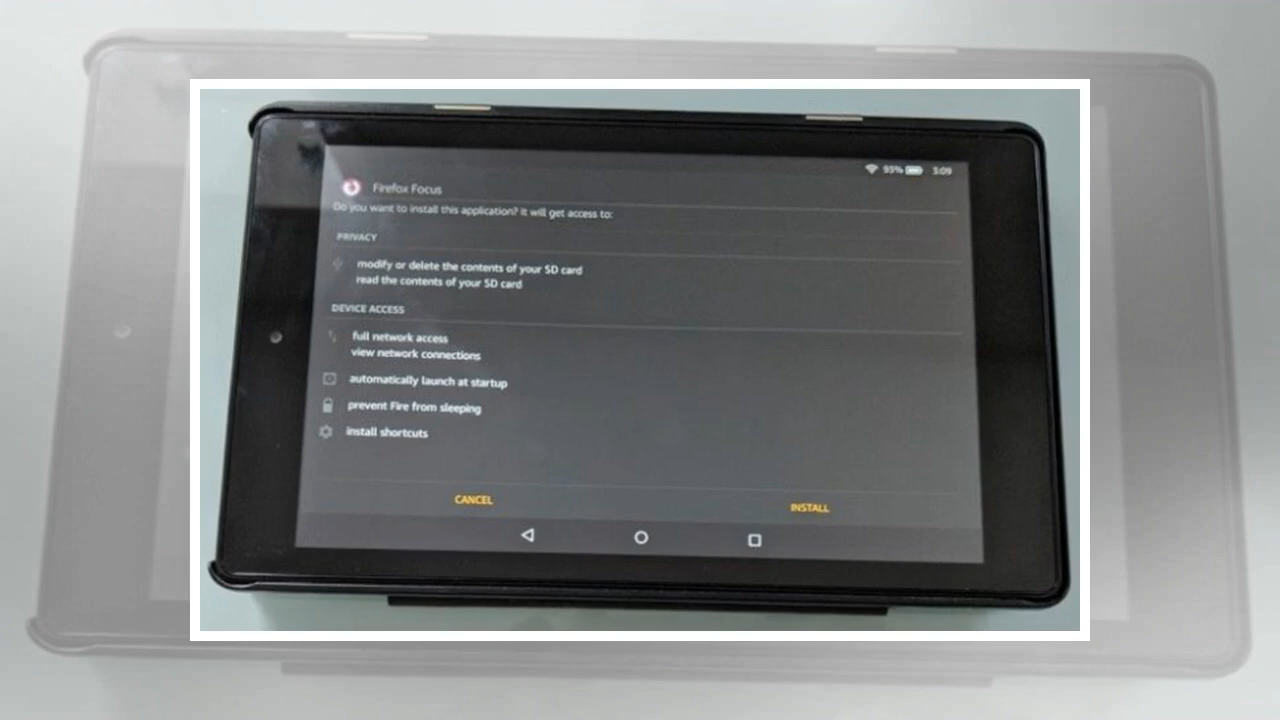 93% 3:09
Firefox Focus
Do you want to install this application? It will get access to:
PRIVACY
modify or delete the contents of your SD card
read the contents of your SD card
DEVICE ACCESS
full network access
view network connections
automatically launch at startup
prevent Fire from sleeping
install shortcuts
CANCEL
INSTALL